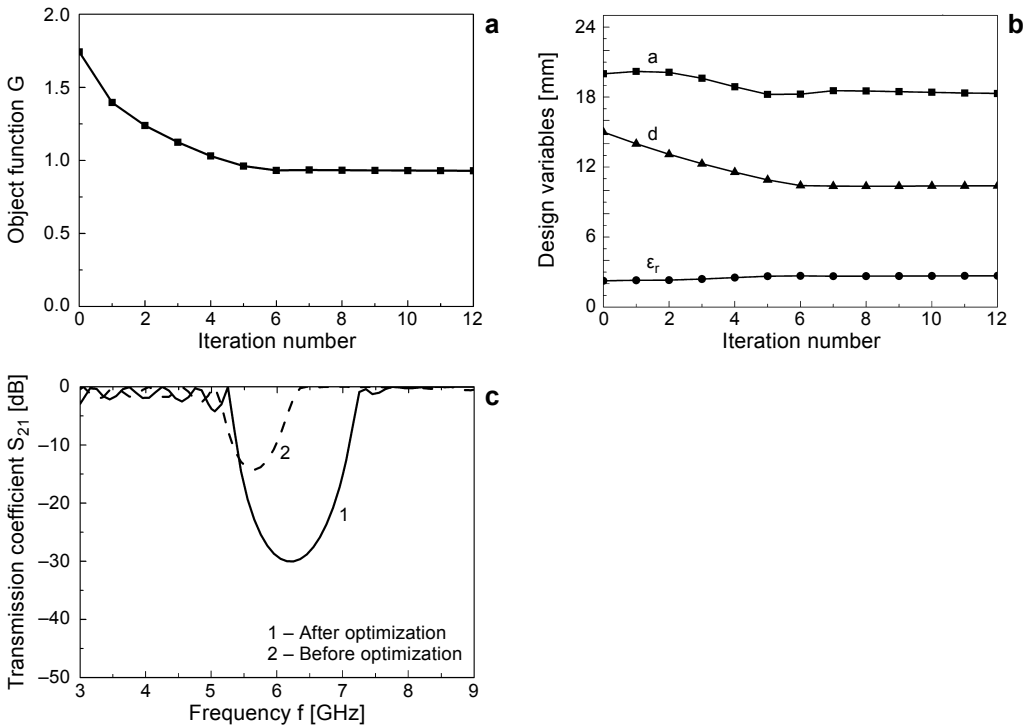 a
2.0
1.5
1.0
0.5
0.0
Object function G
0 2 4 6 8 10 12
Iteration number
b
24
18
12
6
0
Design variables [mm]
a
d
εr
0 2 4 6 8 10 12
Iteration number
c
0
–10
–20
–30
–40
–50
Transmission coefficient S21 [dB]
2
1
1 – After optimization
2 – Before optimization
3 4 5 6 7 8 9
Frequency f [GHz]